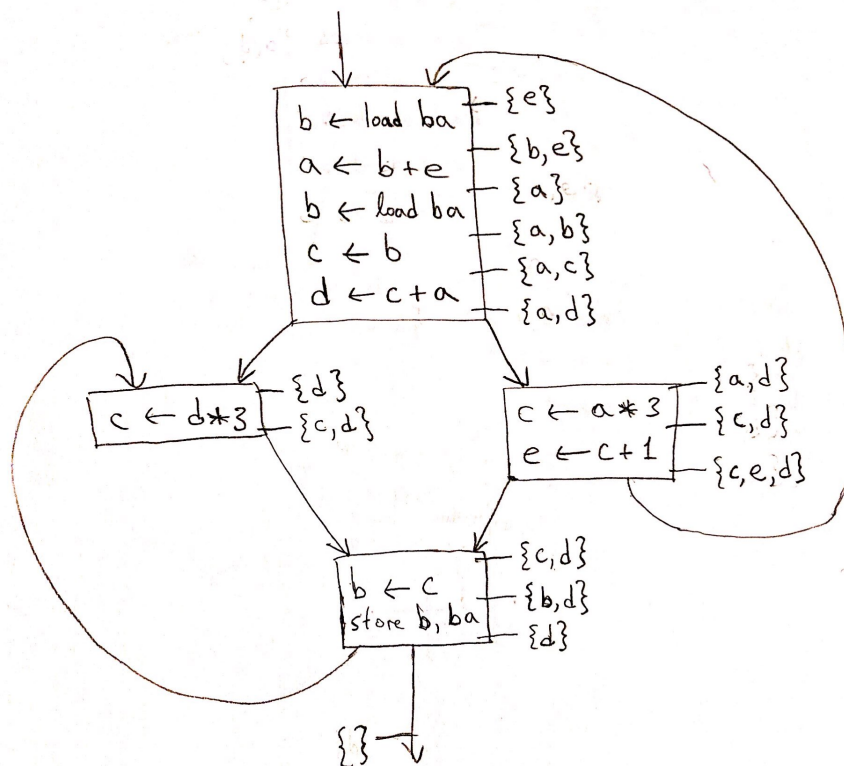 b ← load ba
{e}
a ← b+e
{b,e}
b ← load ba
{a}
c ← b
{a,b}
d ← c+a
{a,c}
{a,d}
c ← d*3
{d}
{c,d}
c ← a*3
{a,d}
e ← c+1
{c,d}
{c,e,d}
b ← c
{c,d}
store b, ba
{b,d}
{d}
{}